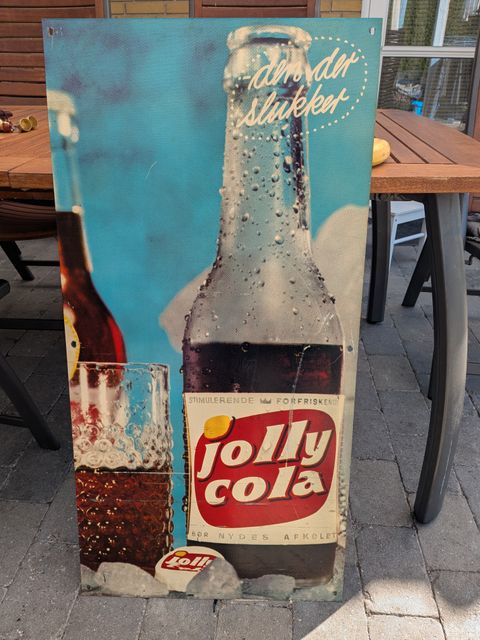 den der
slukker
STIMULERENDE FORFRISKENDE
jolly
cola
BØR NYDES AFKØLET
jolly